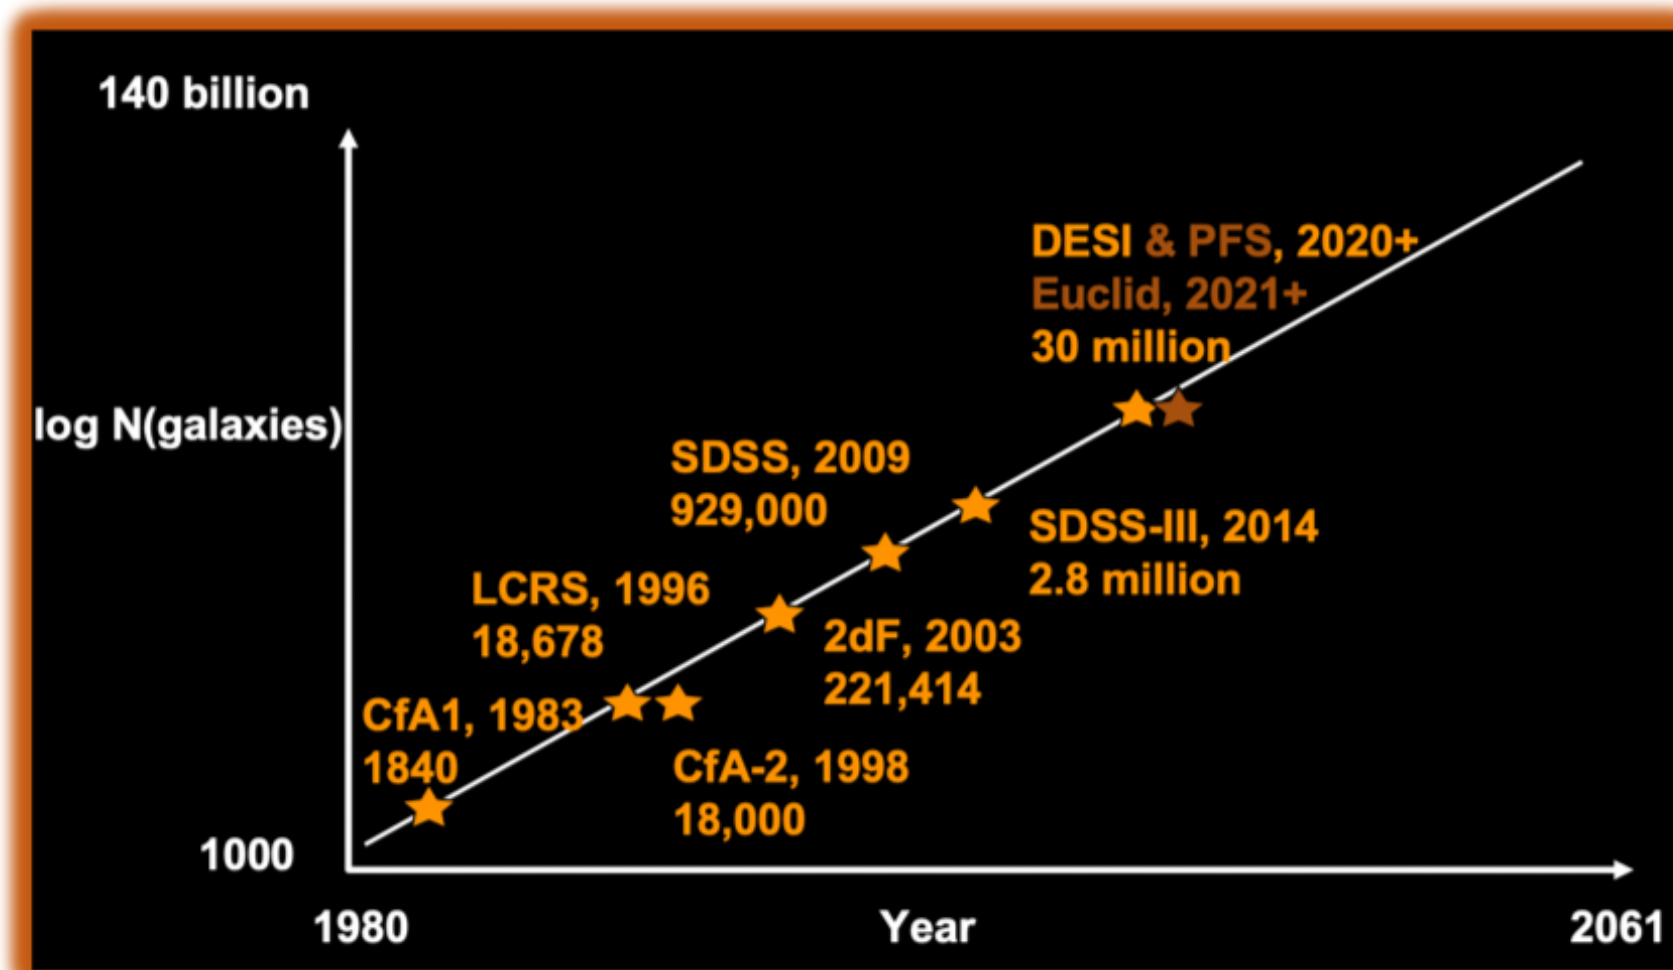 140 billion
DESI & PFS, 2020+
Euclid, 2021+
30 million
log N(galaxies)
SDSS, 2009
929,000
SDSS-III, 2014
2.8 million
LCRS, 1996
18,678
2dF, 2003
221,414
CfA1, 1983
1840
CfA-2, 1998
18,000
1000
1980
Year
2061